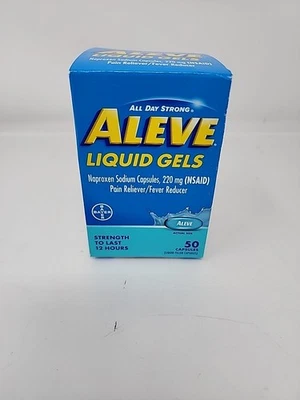 ALL DAY STRONG®
ALEVE®
LIQUID GELS
Naproxen Sodium Capsules, 220 mg (NSAID)
Pain Reliever/Fever Reducer
BAYER
ALEVE
STRENGTH
TO LAST
12 HOURS
50
CAPSULES